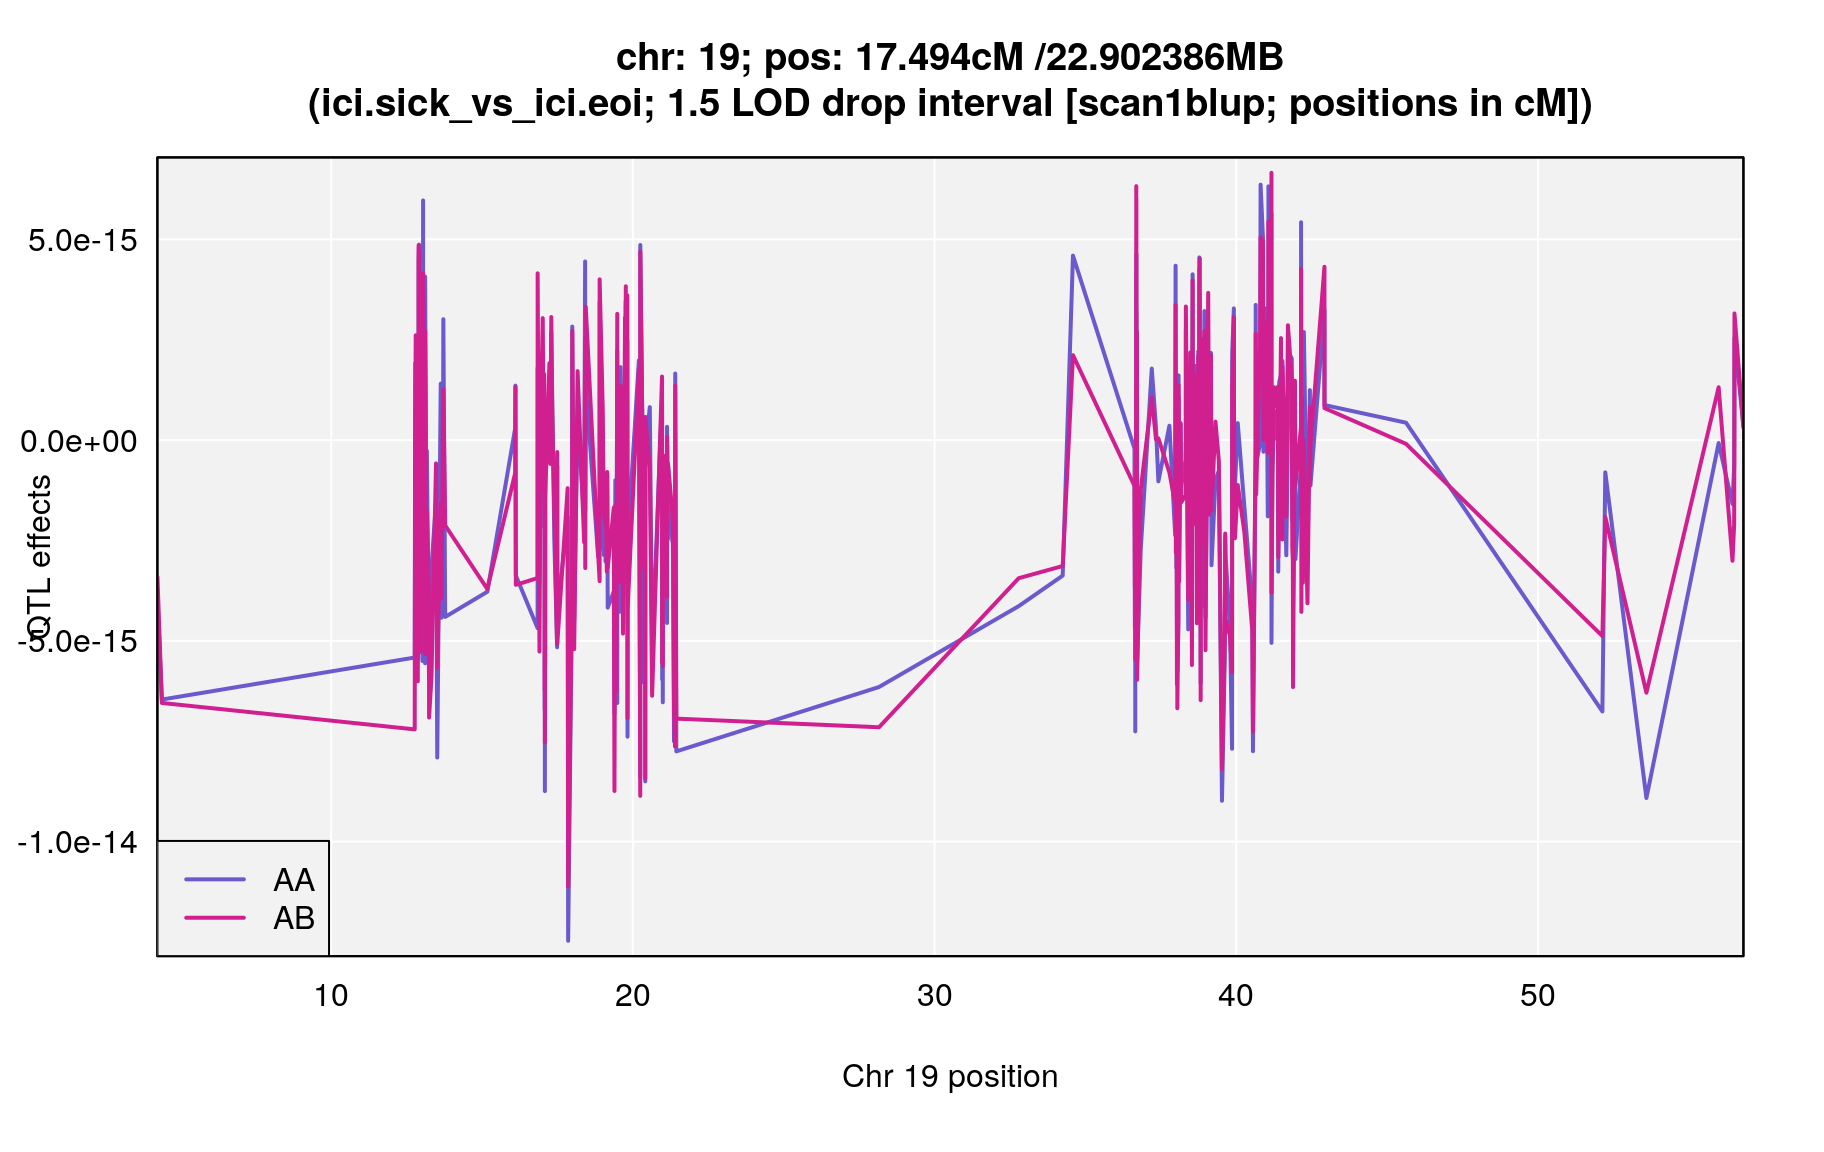 chr: 19; pos: 17.494cM /22.902386MB
(ici.sick_vs_ici.eoi; 1.5 LOD drop interval [scan1blup; positions in cM])
QTL effects
5.0e-15
0.0e+00
-5.0e-15
-1.0e-14
AA
AB
10 20 30 40 50
Chr 19 position